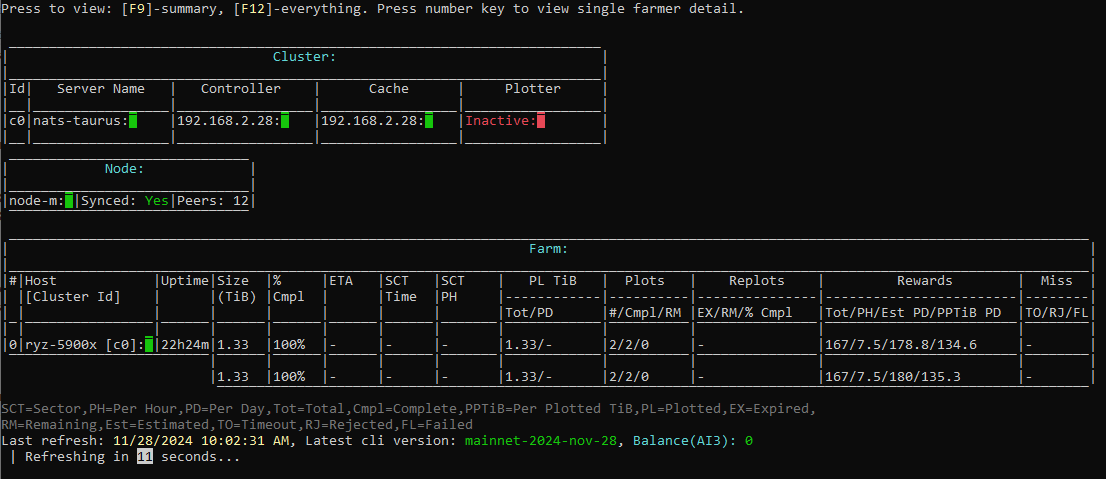 Press to view: [F9]-summary, [F12]-everything. Press number key to view single farmer detail.
Cluster:
|Id| Server Name | Controller | Cache | Plotter |
|c0|nats-taurus: |192.168.2.28: |192.168.2.28: |Inactive: |
Node:
|node-m: |Synced: Yes|Peers: 12|
Farm:
|#|Host |Uptime|Size |% |ETA |SCT |SCT | PL TiB | Plots | Replots | Rewards | Miss |
| |[Cluster Id] | |(TiB) |Cmpl | |Time |PH |------------|----------|---------------|------------------------|--------|
|Tot/PD |#/Cmpl/RM |EX/RM/% Cmpl |Tot/PH/Est PD/PPTiB PD |TO/RJ/FL|
|0|ryz-5900x [c0]: |22h24m|1.33 |100% |- |- |- |1.33/- |2/2/0 |- |167/7.5/178.8/134.6 |- |
|1.33 |100% |- |- |- |1.33/- |2/2/0 |- |167/7.5/180/135.3 |- |
SCT=Sector,PH=Per Hour,PD=Per Day,Tot=Total,Cmpl=Complete,PPTiB=Per Plotted TiB,PL=Plotted,EX=Expired,
RM=Remaining,Est=Estimated,TO=Timeout,RJ=Rejected,FL=Failed
Last refresh: 11/28/2024 10:02:31 AM, Latest cli version: mainnet-2024-nov-28, Balance(AI3): 0
| Refreshing in 11 seconds...